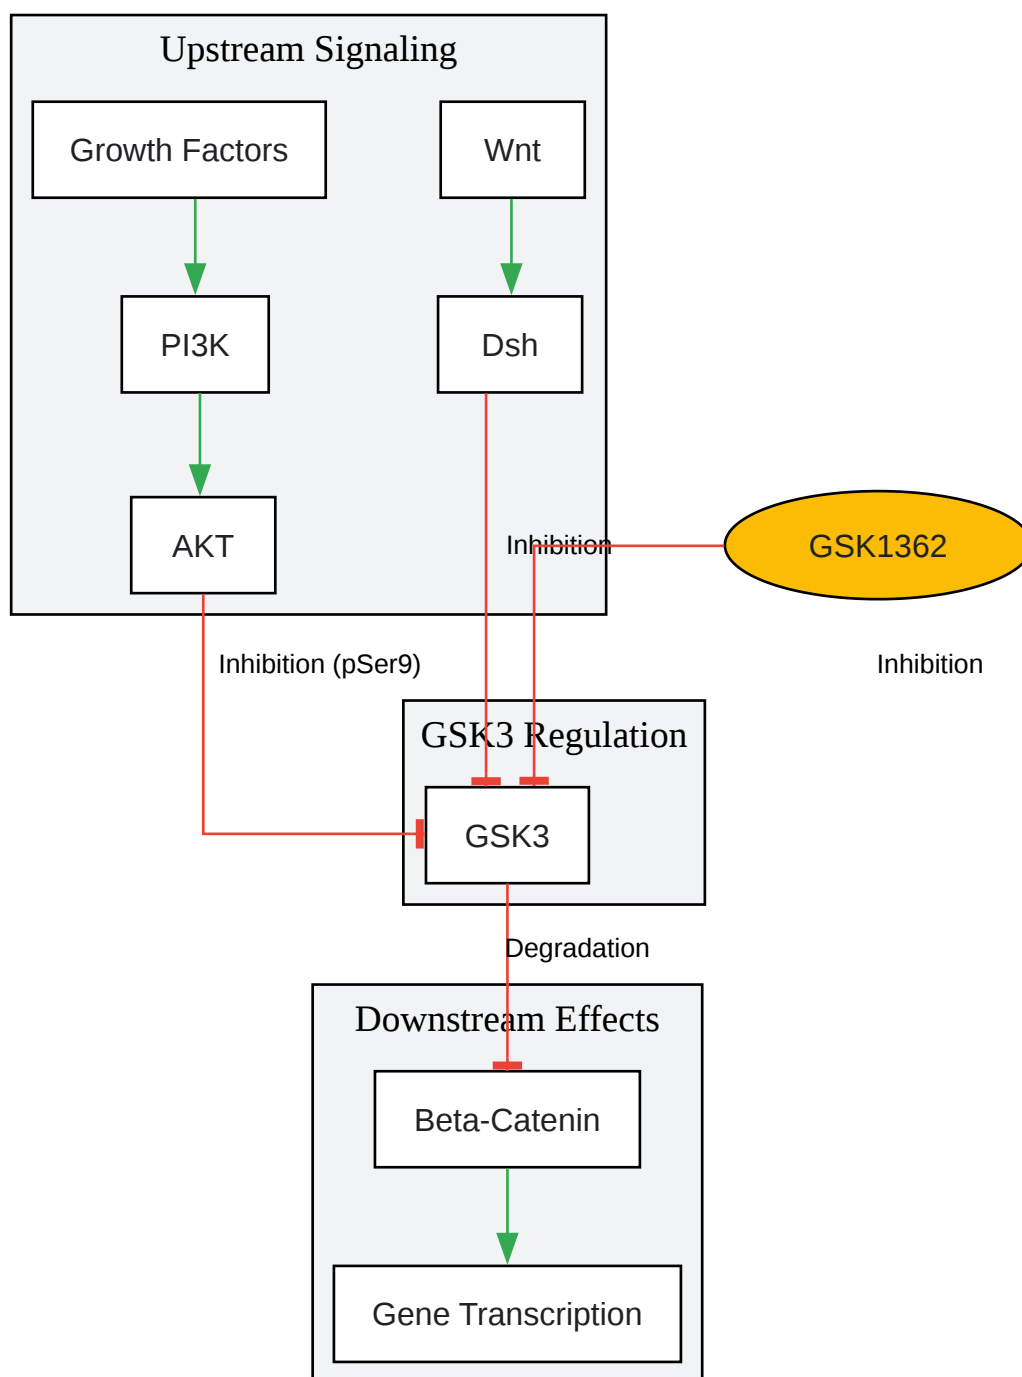 Upstream Signaling
Growth Factors
Wnt
PI3K
Dsh
AKT
Inhibition
GSK1362
Inhibition (pSer9)
Inhibition
GSK3 Regulation
GSK3
Degradation
Downstream Effects
Beta-Catenin
Gene Transcription